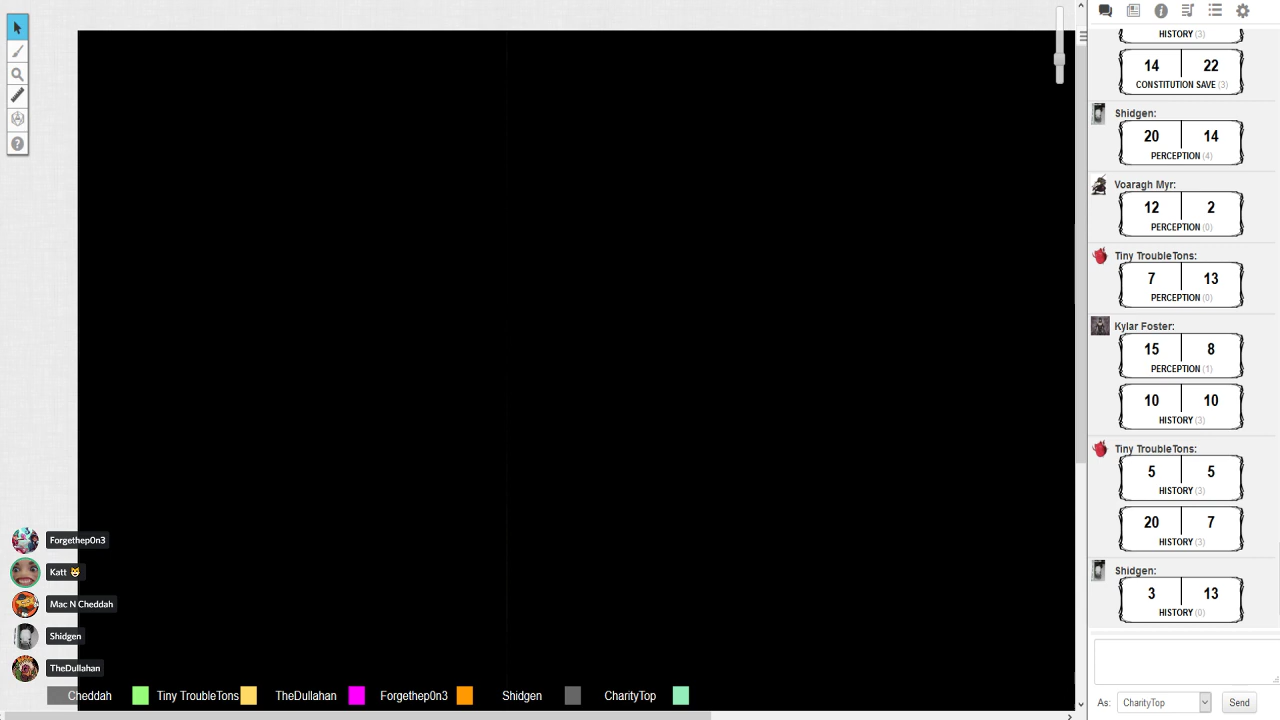 HISTORY (3)
14 22
CONSTITUTION SAVE (3)
Shidgen:
20 14
PERCEPTION (4)
Voaragh Myr:
12 2
PERCEPTION (0)
Tiny TroubleTons:
7 13
PERCEPTION (0)
Kylar Foster:
15 8
PERCEPTION (1)
10 10
HISTORY (3)
Tiny TroubleTons:
5 5
HISTORY (3)
20 7
HISTORY (3)
Shidgen:
3 13
HISTORY (0)
As: CharityTop Send
Forgethep0n3
Katt
Mac N Cheddah
Shidgen
TheDullahan
Cheddah Tiny TroubleTons TheDullahan Forgethep0n3 Shidgen CharityTop